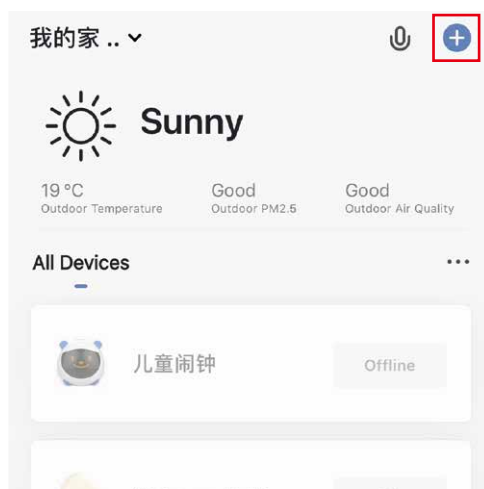 我的家 ..
Sunny
19 °C Good Good
Outdoor Temperature Outdoor PM2.5 Outdoor Air Quality
All Devices
儿童闹钟 Offline